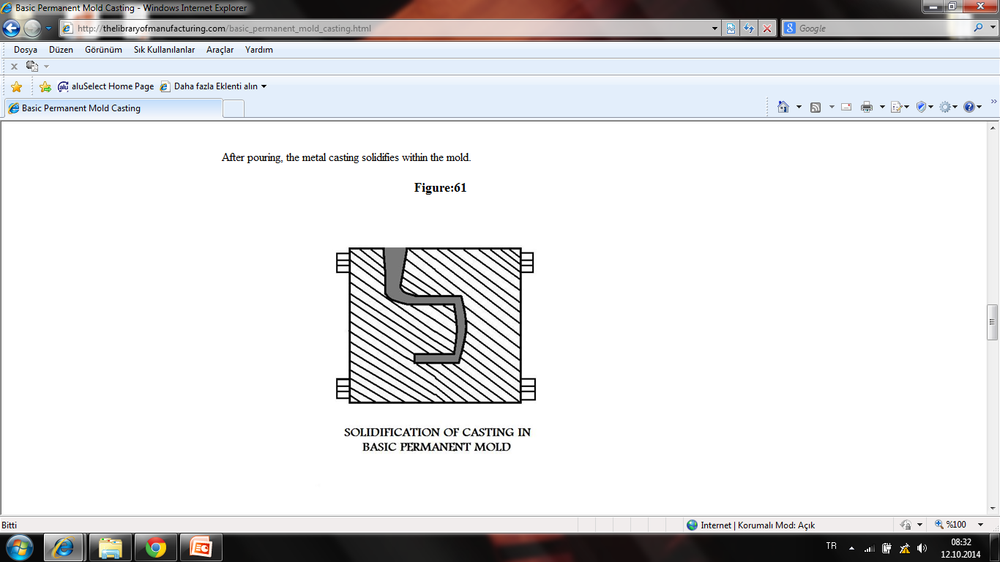 Basic Permanent Mold Casting - Windows Internet Explorer
http://thelibraryofmanufacturing.com/basic_permanent_mold_casting.html
Google
Dosya Düzen Görünüm Sık Kullanılanlar Araçlar Yardım
aluSelect Home Page Daha fazla Eklenti alın
Basic Permanent Mold Casting
After pouring, the metal casting solidifies within the mold.
Figure:61
SOLIDIFICATION OF CASTING IN
BASIC PERMANENT MOLD
Bitti Internet | Korumalı Mod: Açık %100
TR 08:32
12.10.2014